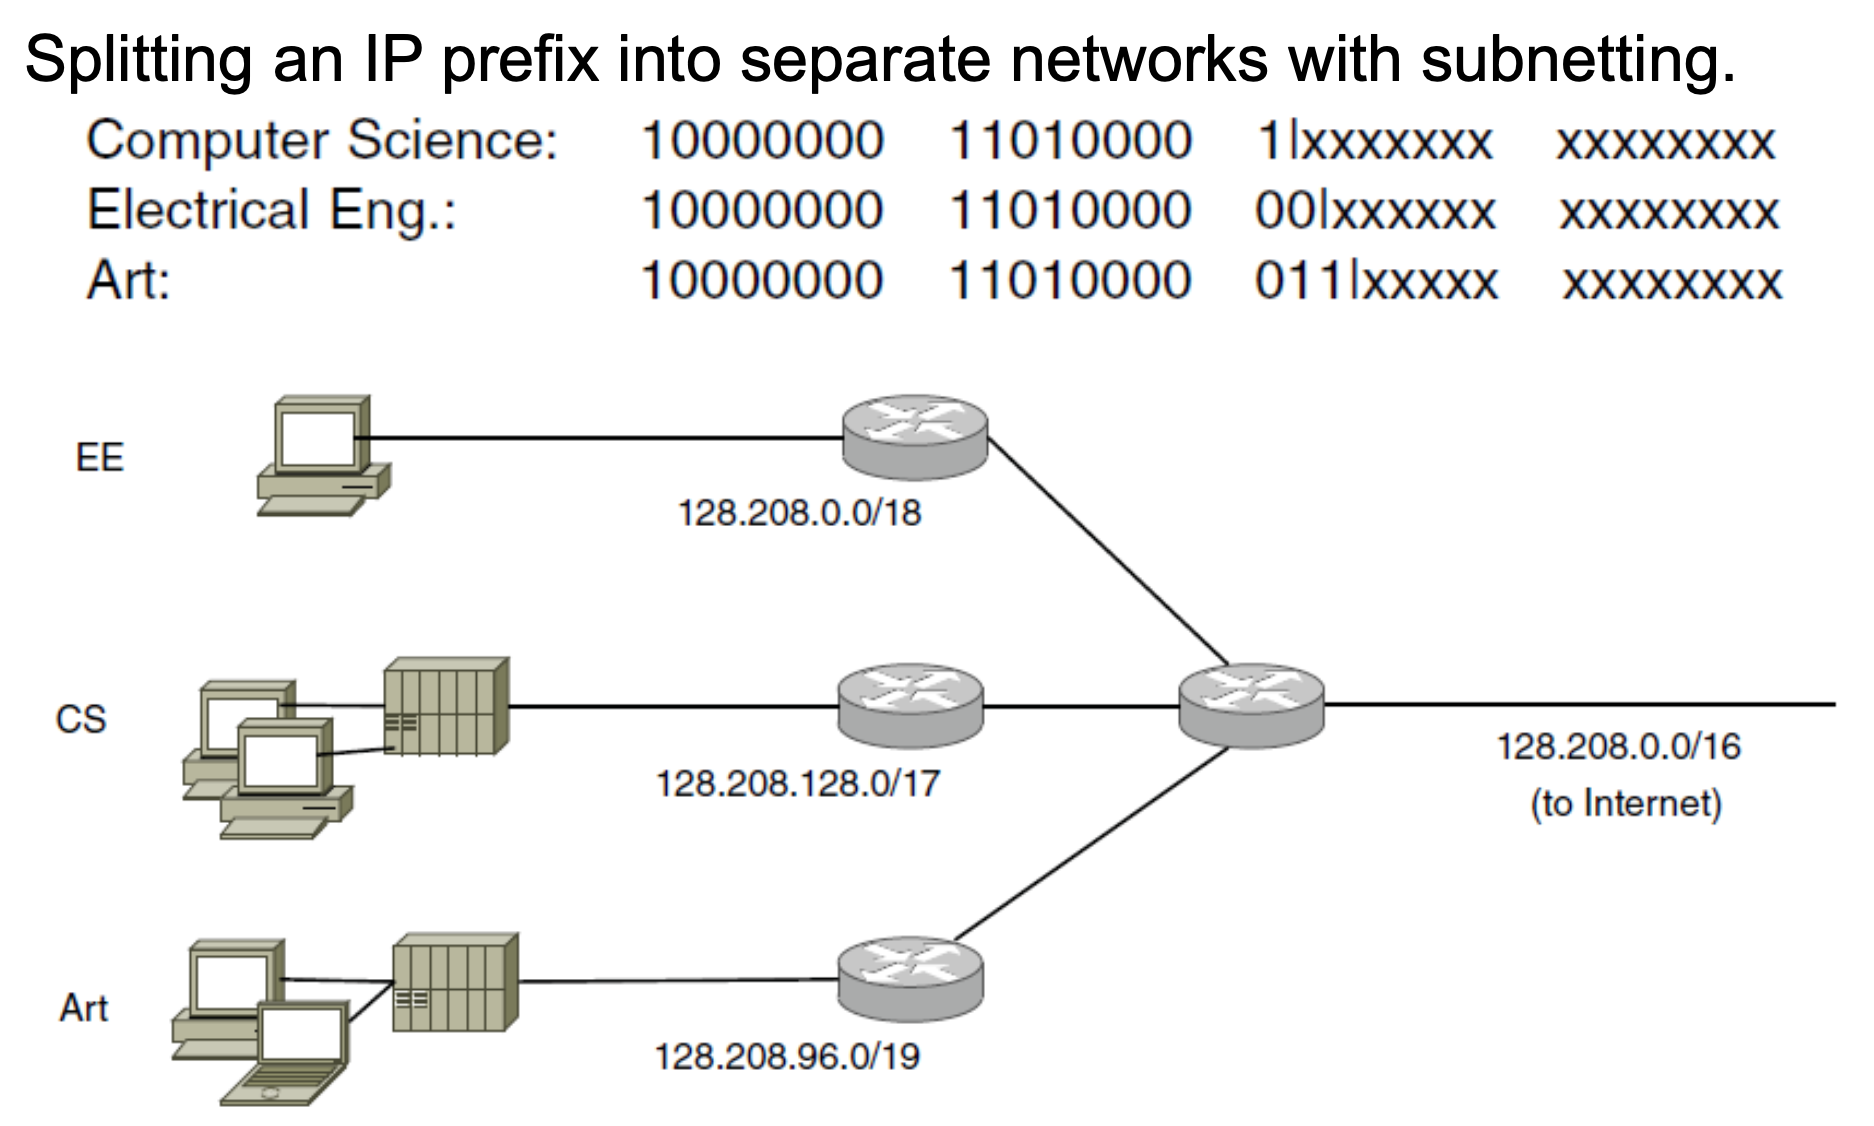 Splitting an IP prefix into separate networks with subnetting.
Computer Science: 10000000 11010000 1|xxxxxxx xxxxxxxx
Electrical Eng.: 10000000 11010000 00|xxxxxx xxxxxxxx
Art: 10000000 11010000 011|xxxxx xxxxxxxx
EE
128.208.0.0/18
CS
128.208.128.0/17
128.208.0.0/16
(to Internet)
Art
128.208.96.0/19